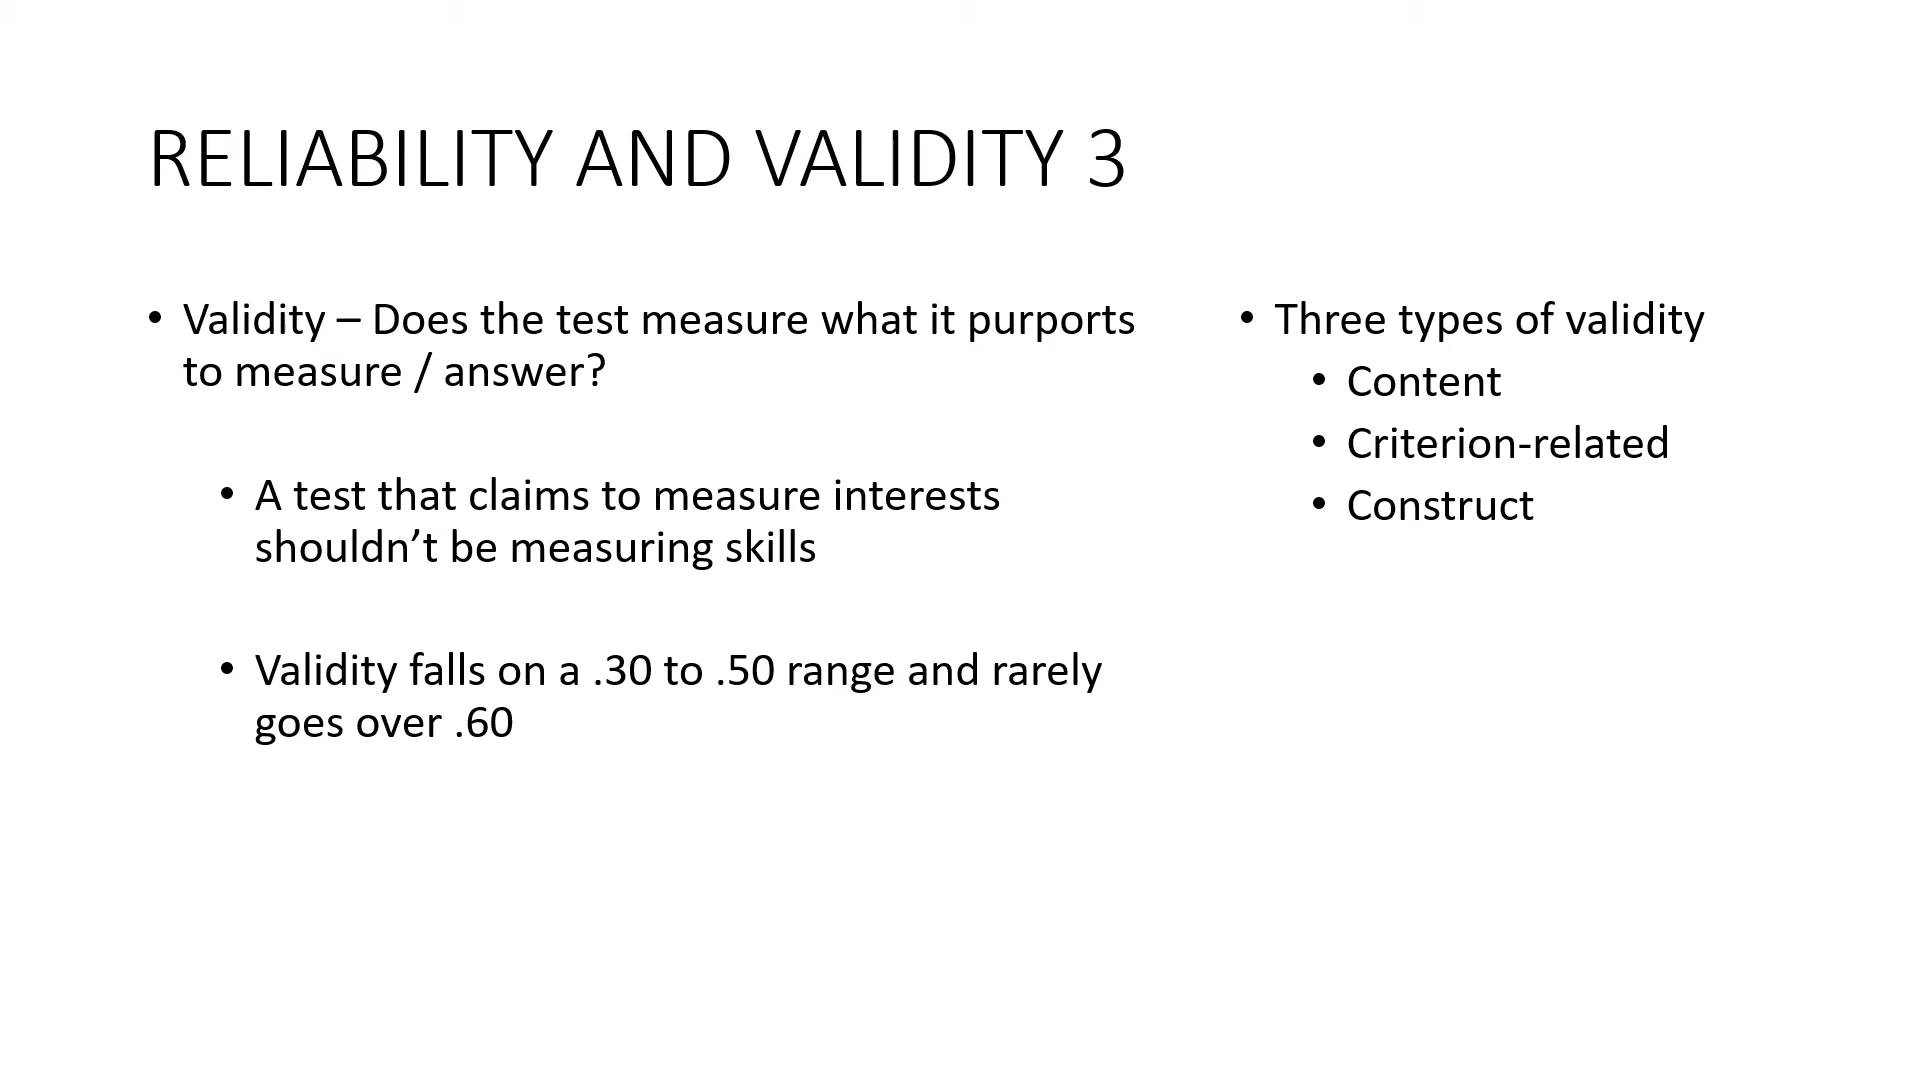 RELIABILITY AND VALIDITY 3
• Validity – Does the test measure what it purports
to measure / answer?
• A test that claims to measure interests
shouldn’t be measuring skills
• Validity falls on a .30 to .50 range and rarely
goes over .60
• Three types of validity
• Content
• Criterion-related
• Construct